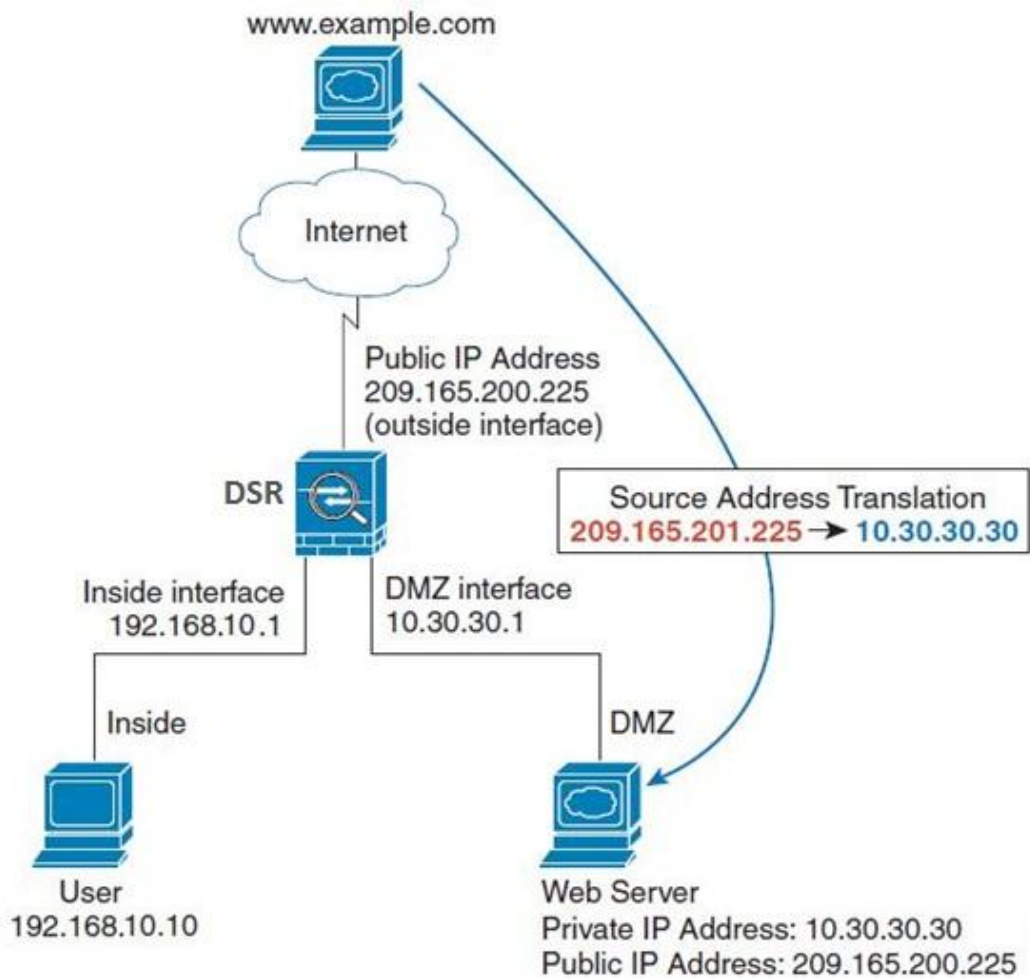 www.example.com
Internet
Public IP Address
209.165.200.225
(outside interface)
DSR
Source Address Translation
209.165.201.225 → 10.30.30.30
Inside interface
192.168.10.1
DMZ interface
10.30.30.1
Inside
DMZ
User
192.168.10.10
Web Server
Private IP Address: 10.30.30.30
Public IP Address: 209.165.200.225